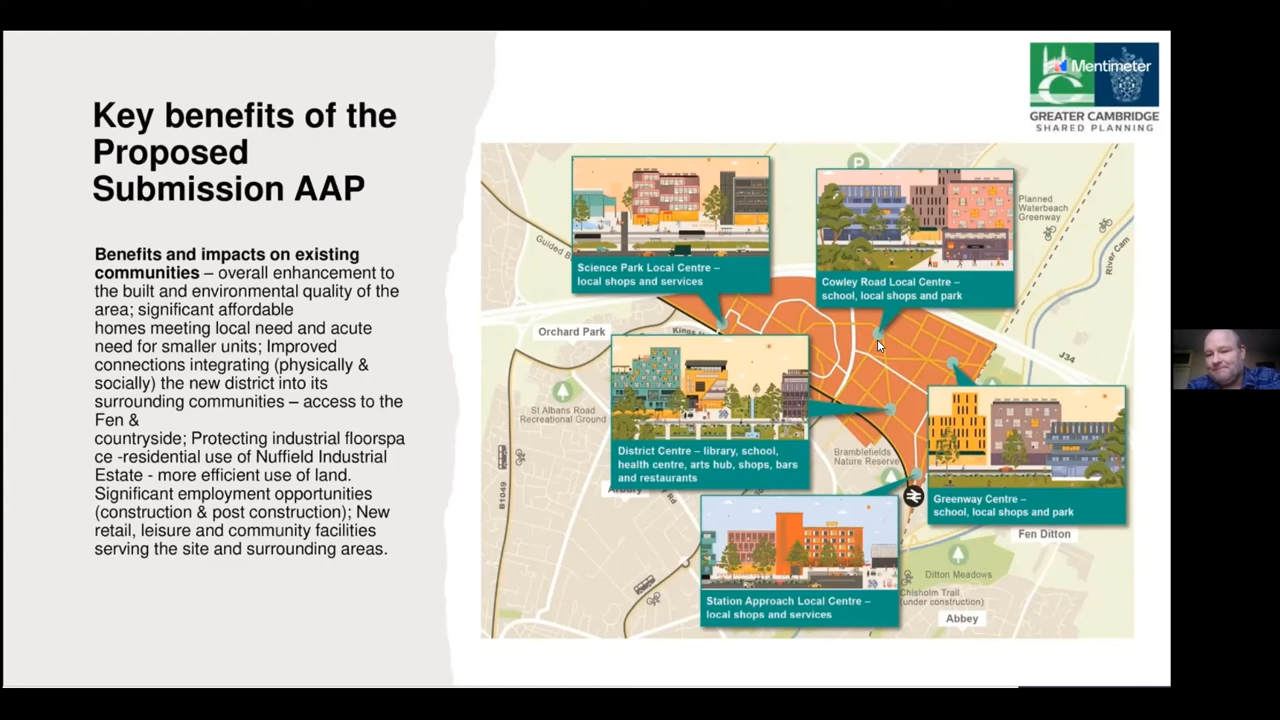 Key benefits of the
Proposed
Submission AAP
Benefits and impacts on existing
communities – overall enhancement to
the built and environmental quality of the
area; significant affordable
homes meeting local need and acute
need for smaller units; Improved
connections integrating (physically &
socially) the new district into its
surrounding communities – access to the
Fen &
countryside; Protecting industrial floorspa
ce -residential use of Nuffield Industrial
Estate - more efficient use of land.
Significant employment opportunities
(construction & post construction); New
retail, leisure and community facilities
serving the site and surrounding areas.
Mentimeter
GREATER CAMBRIDGE
SHARED PLANNING
P
Science Park Local Centre –
local shops and services
Cowley Road Local Centre –
school, local shops and park
Planned
Waterbeach
Greenway
River Cam
Guided
Orchard Park
J34
St Albans Road
Recreational Ground
District Centre – library, school,
health centre, arts hub, shops, bars
and restaurants
Bramblefields
Nature Reserve
Greenway Centre –
school, local shops and park
B1049
Fen Ditton
Station Approach Local Centre –
local shops and services
Ditton Meadows
Chisholm Trail
(under construction)
Abbey